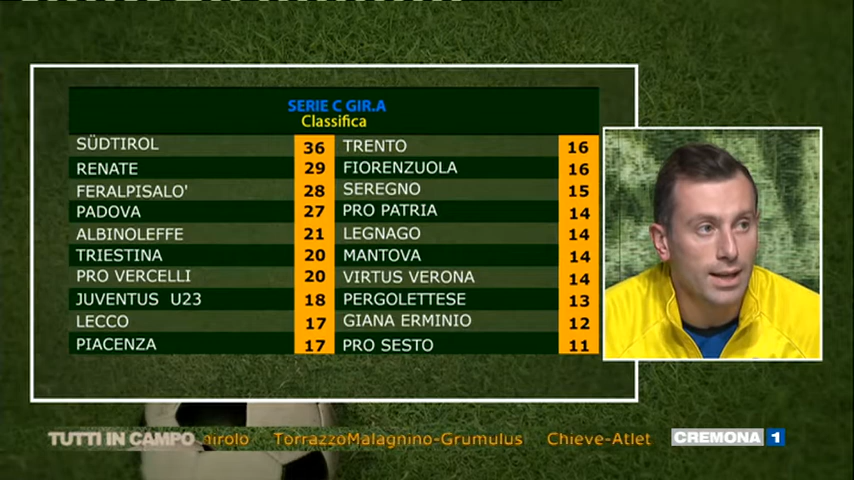 SERIE C GIR.A
Classifica
SÜDTIROL 36
RENATE 29
FERALPISALO' 28
PADOVA 27
ALBINOLEFFE 21
TRIESTINA 20
PRO VERCELLI 20
JUVENTUS U23 18
LECCO 17
PIACENZA 17
TRENTO 16
FIORENZUOLA 16
SEREGNO 15
PRO PATRIA 14
LEGNAGO 14
MANTOVA 14
VIRTUS VERONA 14
PERGOLETTESE 13
GIANA ERMINIO 12
PRO SESTO 11
TUTTI IN CAMPO
irolo TorrazzoMalagnino-Grumulus Chieve-Atlet
CREMONA 1